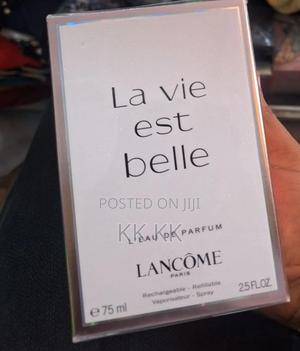 La vie
est
belle
POSTED ON JIJI
KK KK
L'EAU DE PARFUM
LANCÔME
PARIS
Rechargeable - Refillable
Vaporisateur - Spray
e 75 ml 2.5 FL.OZ.